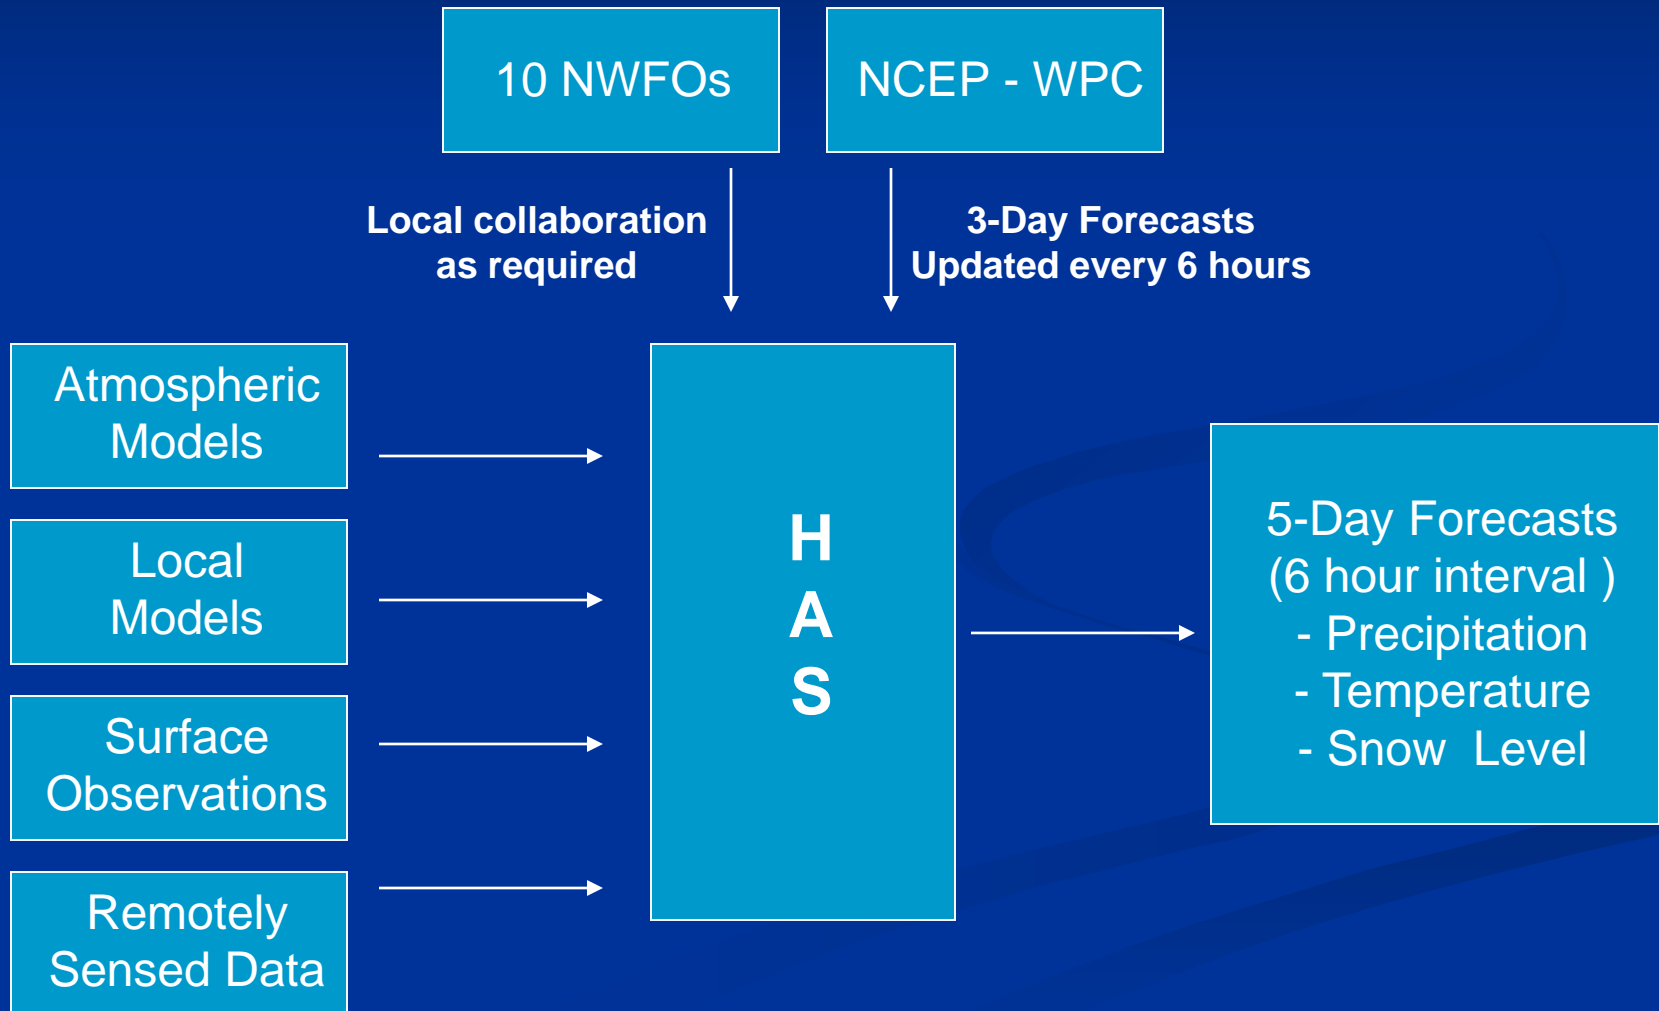 10 NWFOs
NCEP - WPC
Local collaboration
as required
3-Day Forecasts
Updated every 6 hours
Atmospheric
Models
Local
Models
Surface
Observations
Remotely
Sensed Data
H
A
S
5-Day Forecasts
(6 hour interval )
- Precipitation
- Temperature
- Snow  Level